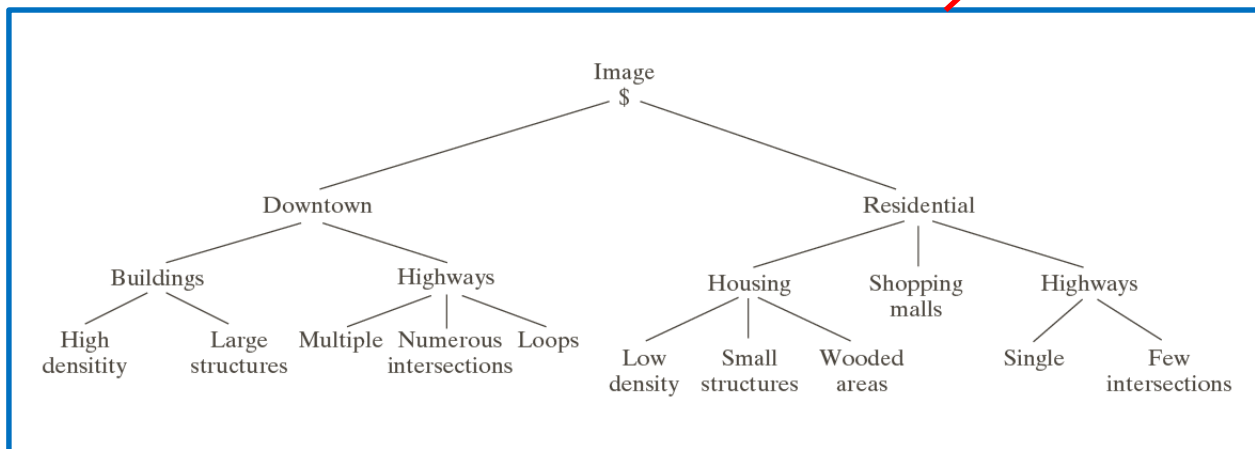 Image
$
Downtown
Residential
Buildings
Highways
Housing
Shopping
malls
Highways
High
densitity
Large
structures
Multiple
Numerous
intersections
Loops
Low
density
Small
structures
Wooded
areas
Single
Few
intersections